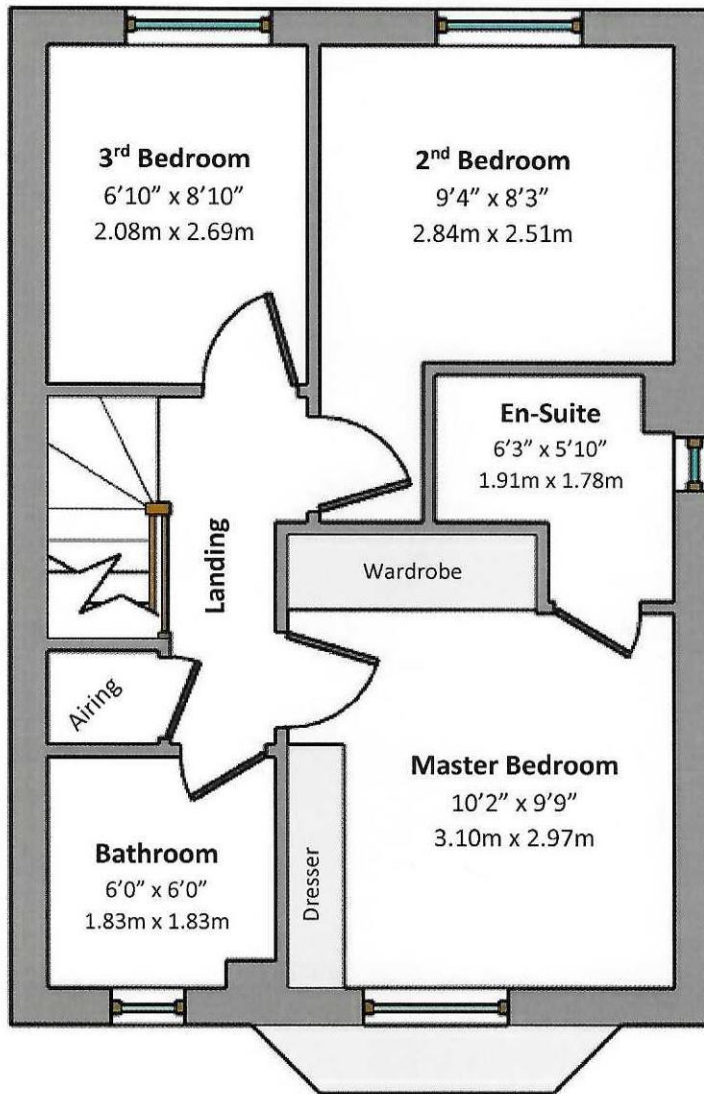 3rd Bedroom
6’10” x 8’10”
2.08m x 2.69m
2nd Bedroom
9’4” x 8’3”
2.84m x 2.51m
En-Suite
6’3” x 5’10”
1.91m x 1.78m
Landing
Wardrobe
Airing
Master Bedroom
10’2” x 9’9”
3.10m x 2.97m
Bathroom
6’0” x 6’0”
1.83m x 1.83m
Dresser